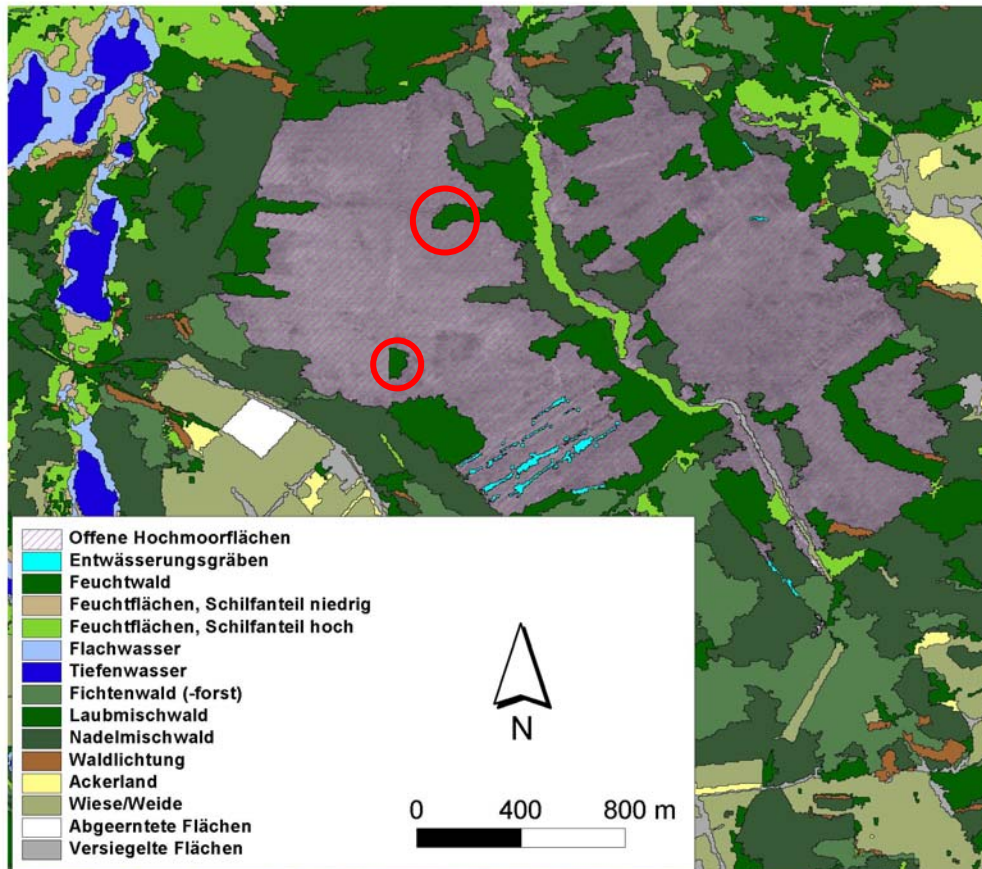 Offene Hochmoorflächen
Entwässerungsgräben
Feuchtwald
Feuchtflächen, Schilfanteil niedrig
Feuchtflächen, Schilfanteil hoch
Flachwasser
Tiefenwasser
Fichtenwald (-forst)
Laubmischwald
Nadelmischwald
Waldlichtung
Ackerland
Wiese/Weide
Abgeerntete Flächen
Versiegelte Flächen
N
0 400 800 m